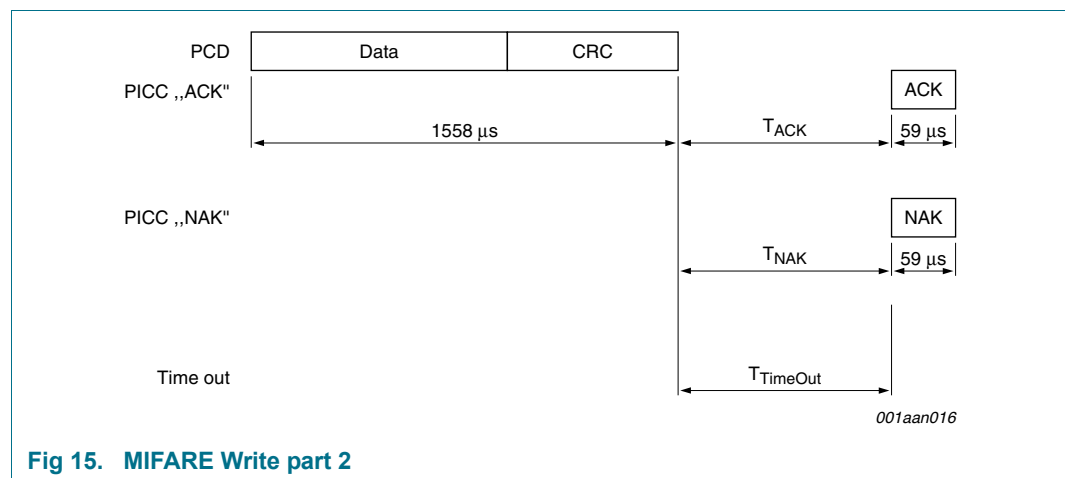 PCD Data CRC
PICC ,,ACK" ACK
1558 µs TACK 59 µs
PICC ,,NAK" NAK
TNAK 59 µs
Time out TTimeOut
001aan016
Fig 15. MIFARE Write part 2